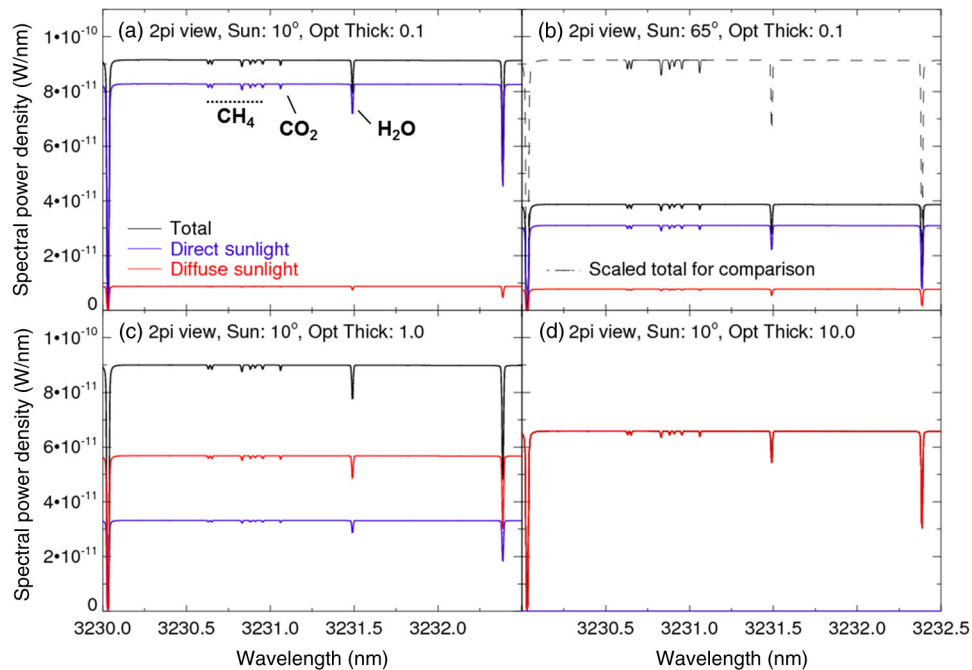 (a) 2pi view, Sun: 10°, Opt Thick: 0.1
(b) 2pi view, Sun: 65°, Opt Thick: 0.1
Spectral power density (W/nm)
1•10⁻¹⁰
8•10⁻¹¹
6•10⁻¹¹
4•10⁻¹¹
2•10⁻¹¹
0
CH₄
CO₂
H₂O
Total
Direct sunlight
Diffuse sunlight
Scaled total for comparison
(c) 2pi view, Sun: 10°, Opt Thick: 1.0
(d) 2pi view, Sun: 10°, Opt Thick: 10.0
Spectral power density (W/nm)
1•10⁻¹⁰
8•10⁻¹¹
6•10⁻¹¹
4•10⁻¹¹
2•10⁻¹¹
0
3230.0 3230.5 3231.0 3231.5 3232.0
3230.5 3231.0 3231.5 3232.0 3232.5
Wavelength (nm)
Wavelength (nm)